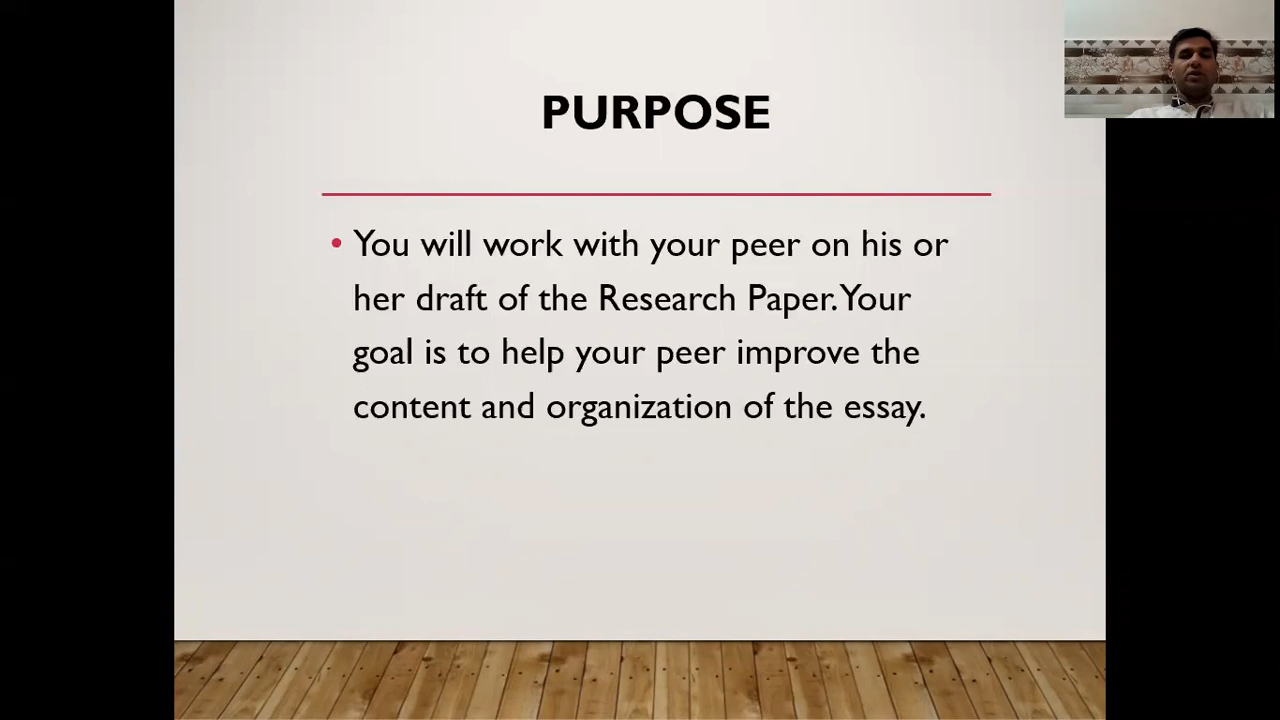 PURPOSE
• You will work with your peer on his or
her draft of the Research Paper. Your
goal is to help your peer improve the
content and organization of the essay.